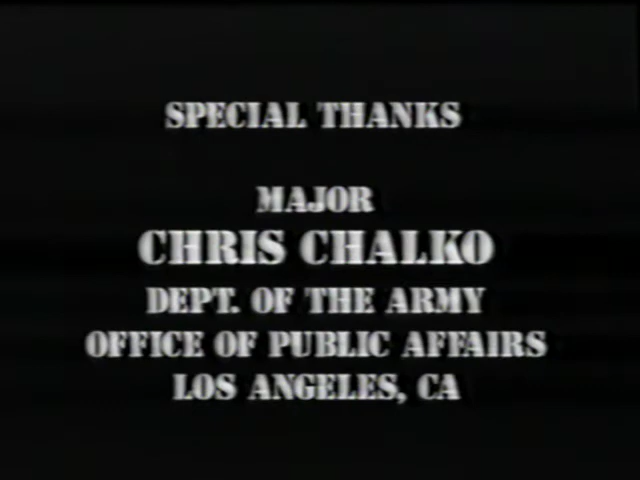 SPECIAL THANKS
MAJOR
CHRIS CHALKO
DEPT. OF THE ARMY
OFFICE OF PUBLIC AFFAIRS
LOS ANGELES, CA